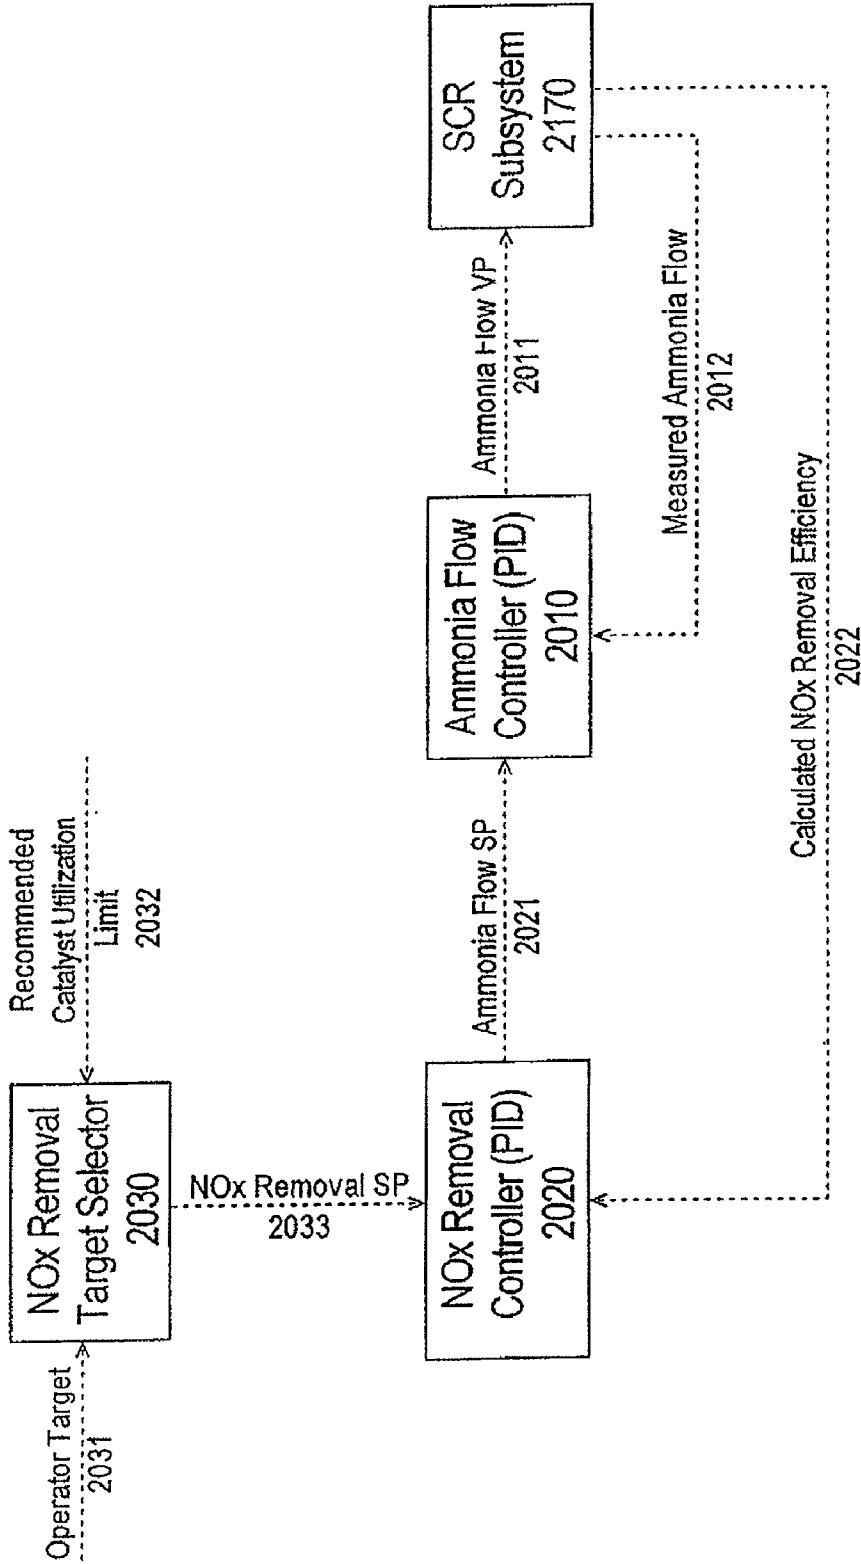 Operator Target
2031
NOx Removal
Target Selector
2030
Recommended
Catalyst Utilization
Limit
2032
NOx Removal SP
2033
NOx Removal
Controller (PID)
2020
Ammonia Flow SP
2021
Ammonia Flow
Controller (PID)
2010
Ammonia Flow VP
2011
SCR
Subsystem
2170
Measured Ammonia Flow
2012
Calculated NOx Removal Efficiency
2022